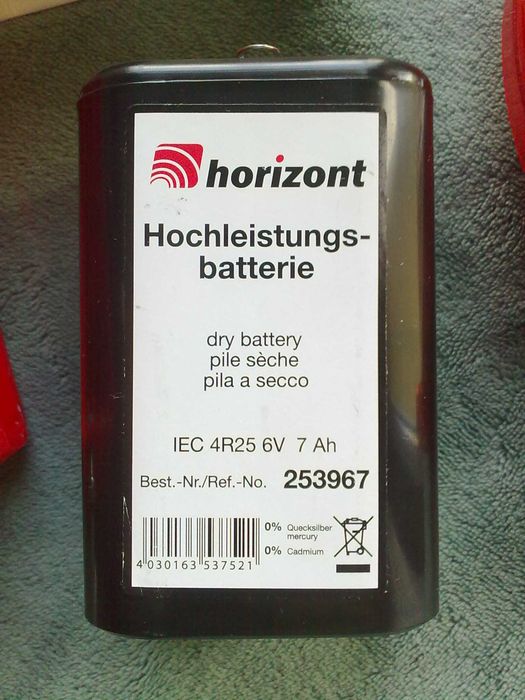 horizont
Hochleistungs-
batterie
dry battery
pile sèche
pila a secco
IEC 4R25 6V 7 Ah
Best.-Nr./Ref.-No. 253967
0% Quecksilber
mercury
0% Cadmium
4 030163 537521